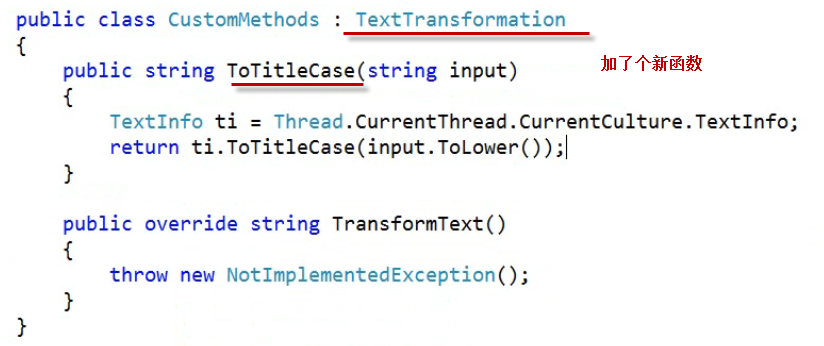 public class CustomMethods : TextTransformation
{
public string ToTitleCase(string input)
加了个新函数
{
TextInfo ti = Thread.CurrentThread.CurrentCulture.TextInfo;
return ti.ToTitleCase(input.ToLower());
}
public override string TransformText()
{
throw new NotImplementedException();
}
}